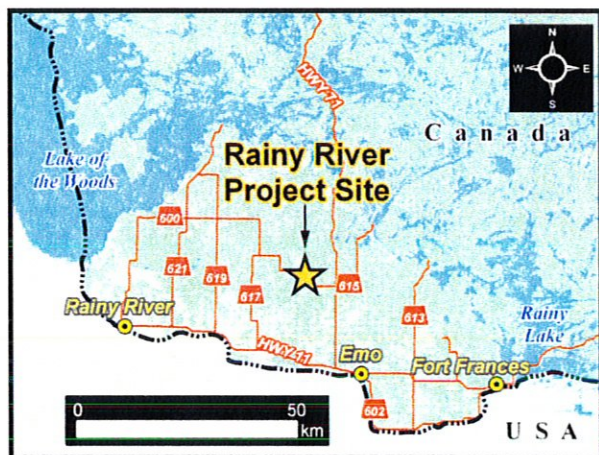 N
W E
S
HWY 71
Canada
Lake of
the Woods
Rainy River
Project Site
600
621
619
617
615
613
Rainy River
Rainy
Lake
HWY 11
Emo
Fort Frances
602
0 50
km
USA